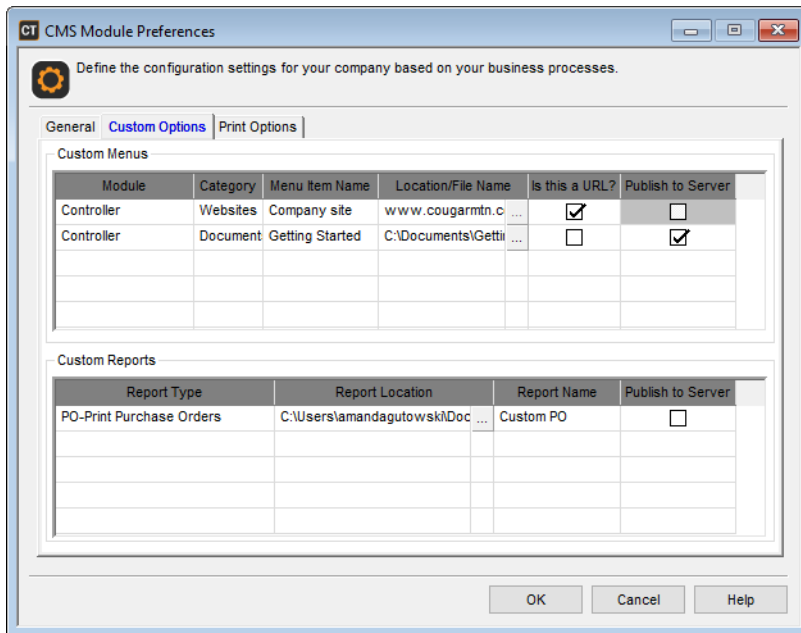 CT CMS Module Preferences
Define the configuration settings for your company based on your business processes.
General Custom Options Print Options
Custom Menus
Module Category Menu Item Name Location/File Name Is this a URL? Publish to Server
Controller Websites Company site www.cougarmtn.c ...
Controller Document Getting Started C:\Documents\Gettir ...
Custom Reports
Report Type Report Location Report Name Publish to Server
PO-Print Purchase Orders C:\Users\amandagutowski\Doc ... Custom PO
OK Cancel Help